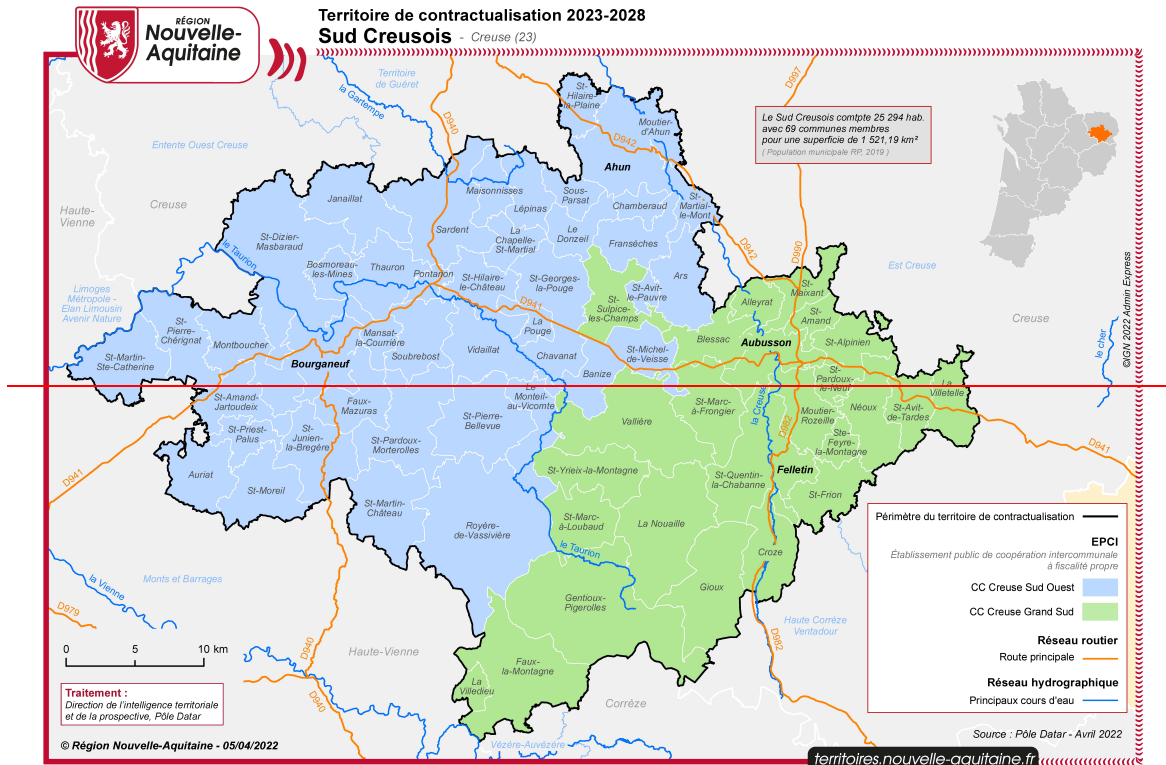 RÉGION
Nouvelle-
Aquitaine
Territoire de contractualisation 2023-2028
Sud Creusois - Creuse (23)
Territoire
de Guéret
la Gartempe
D940
D942
D997
St-
Hilaire-
la-Plaine
Moutier-
d'Ahun
Le Sud Creusois comtpte 25 294 hab.
avec 69 communes membres
pour une superficie de 1 521,19 km²
( Population municipale RP, 2019 )
Entente Ouest Creuse
Ahun
Haute-
Vienne
Creuse
Janaillat
Maisonnisses
Sous-
Parsat
Lépinas
Chamberaud
St-
Martial-
le-Mont
St-Dizier-
Masbaraud
Sardent
La
Chapelle-
St-Martial
Le
Donzeil
Fransèches
D942
D990
le Taurion
Bosmoreau-
les-Mines
Thauron
Pontarion
St-Hilaire-
le-Château
St-Georges-
la-Pouge
Ars
Est Creuse
St-Avit-
le-Pauvre
St-
Maixant
Limoges
Métropole -
Elan Limousin
Avenir Nature
D941
St-
Sulpice-
les-Champs
Alleyrat
St-
Amand
Creuse
©IGN 2022 Admin Express
le cher
St-
Pierre-
Chérignat
Montboucher
Mansat-
la-Courrière
Soubrebost
Vidaillat
La
Pouge
Chavanat
St-Michel-
de-Veisse
Blessac
Aubusson
St-Alpinien
St-Martin-
Ste-Catherine
Bourganeuf
Banize
St-
Pardoux-
le-Neuf
La
Villetelle
St-Amand-
Jartoudeix
Faux-
Mazuras
Le
Monteil-
au-Vicomte
St-Marc-
à-Frongier
la Creuse
Moutier-
Rozeille
Néoux
St-Avit-
de-Tardes
St-Priest-
Palus
St-
Junien-
la-Bregère
St-Pierre-
Bellevue
Vallière
D982
Ste-
Feyre-
la-Montagne
St-Pardoux-
Morterolles
D941
D941
Auriat
St-Moreil
St-Yrieix-la-Montagne
St-Quentin-
la-Chabanne
Felletin
St-Frion
St-Martin-
Château
Royère-
de-Vassivière
St-Marc-
à-Loubaud
La Nouaille
le Taurion
Croze
Périmètre du territoire de contractualisation
EPCI
Établissement public de coopération intercommunale
à fiscalité propre
CC Creuse Sud Ouest
CC Creuse Grand Sud
Réseau routier
Route principale
Réseau hydrographique
Principaux cours d'eau
la Vienne
Monts et Barrages
D979
Gentioux-
Pigerolles
Gioux
Haute Corrèze
Ventadour
D982
D940
Haute-Vienne
0 5 10 km
Faux-
la-Montagne
La
Villedieu
Corrèze
D940
Traitement :
Direction de l'intelligence territoriale
et de la prospective, Pôle Datar
Vézère-Auvézère
© Région Nouvelle-Aquitaine - 05/04/2022
Source : Pôle Datar - Avril 2022
territoires.nouvelle-aquitaine.fr